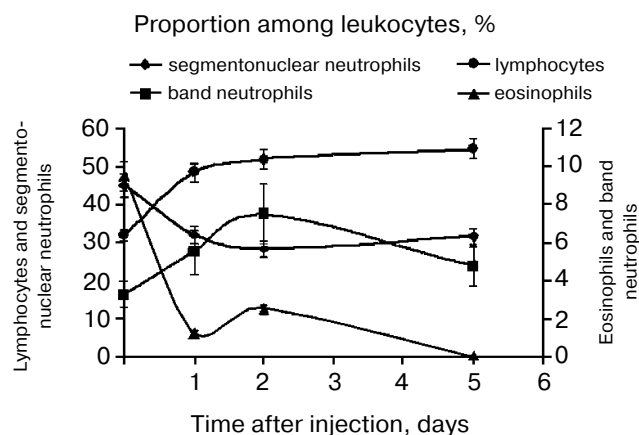 Proportion among leukocytes, %
segmentonuclear neutrophils
lymphocytes
band neutrophils
eosinophils
Lymphocytes and segmento-
nuclear neutrophils
60
50
40
30
20
10
0
12
10
8
6
4
2
0
Eosinophils and band
neutrophils
1 2 3 4 5 6
Time after injection, days